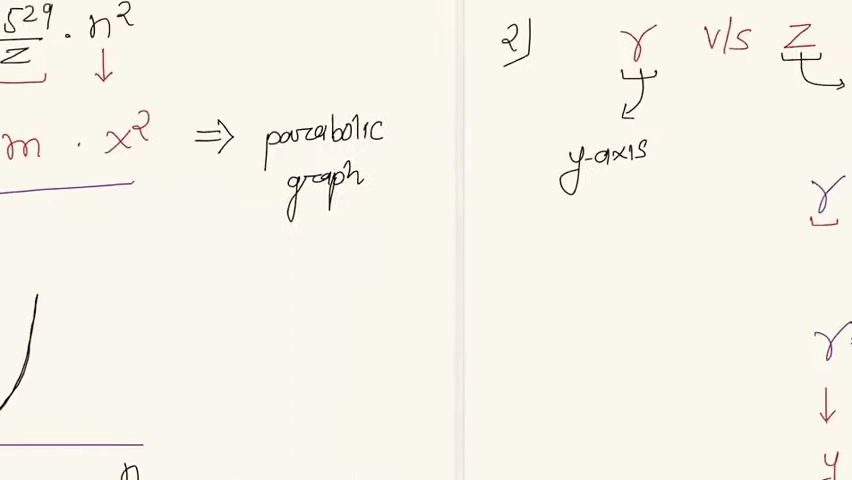 529/Z · n²
m · x² ⇒ parabolic
graph
n
2) r v/s Z
y-axis
r
r
y